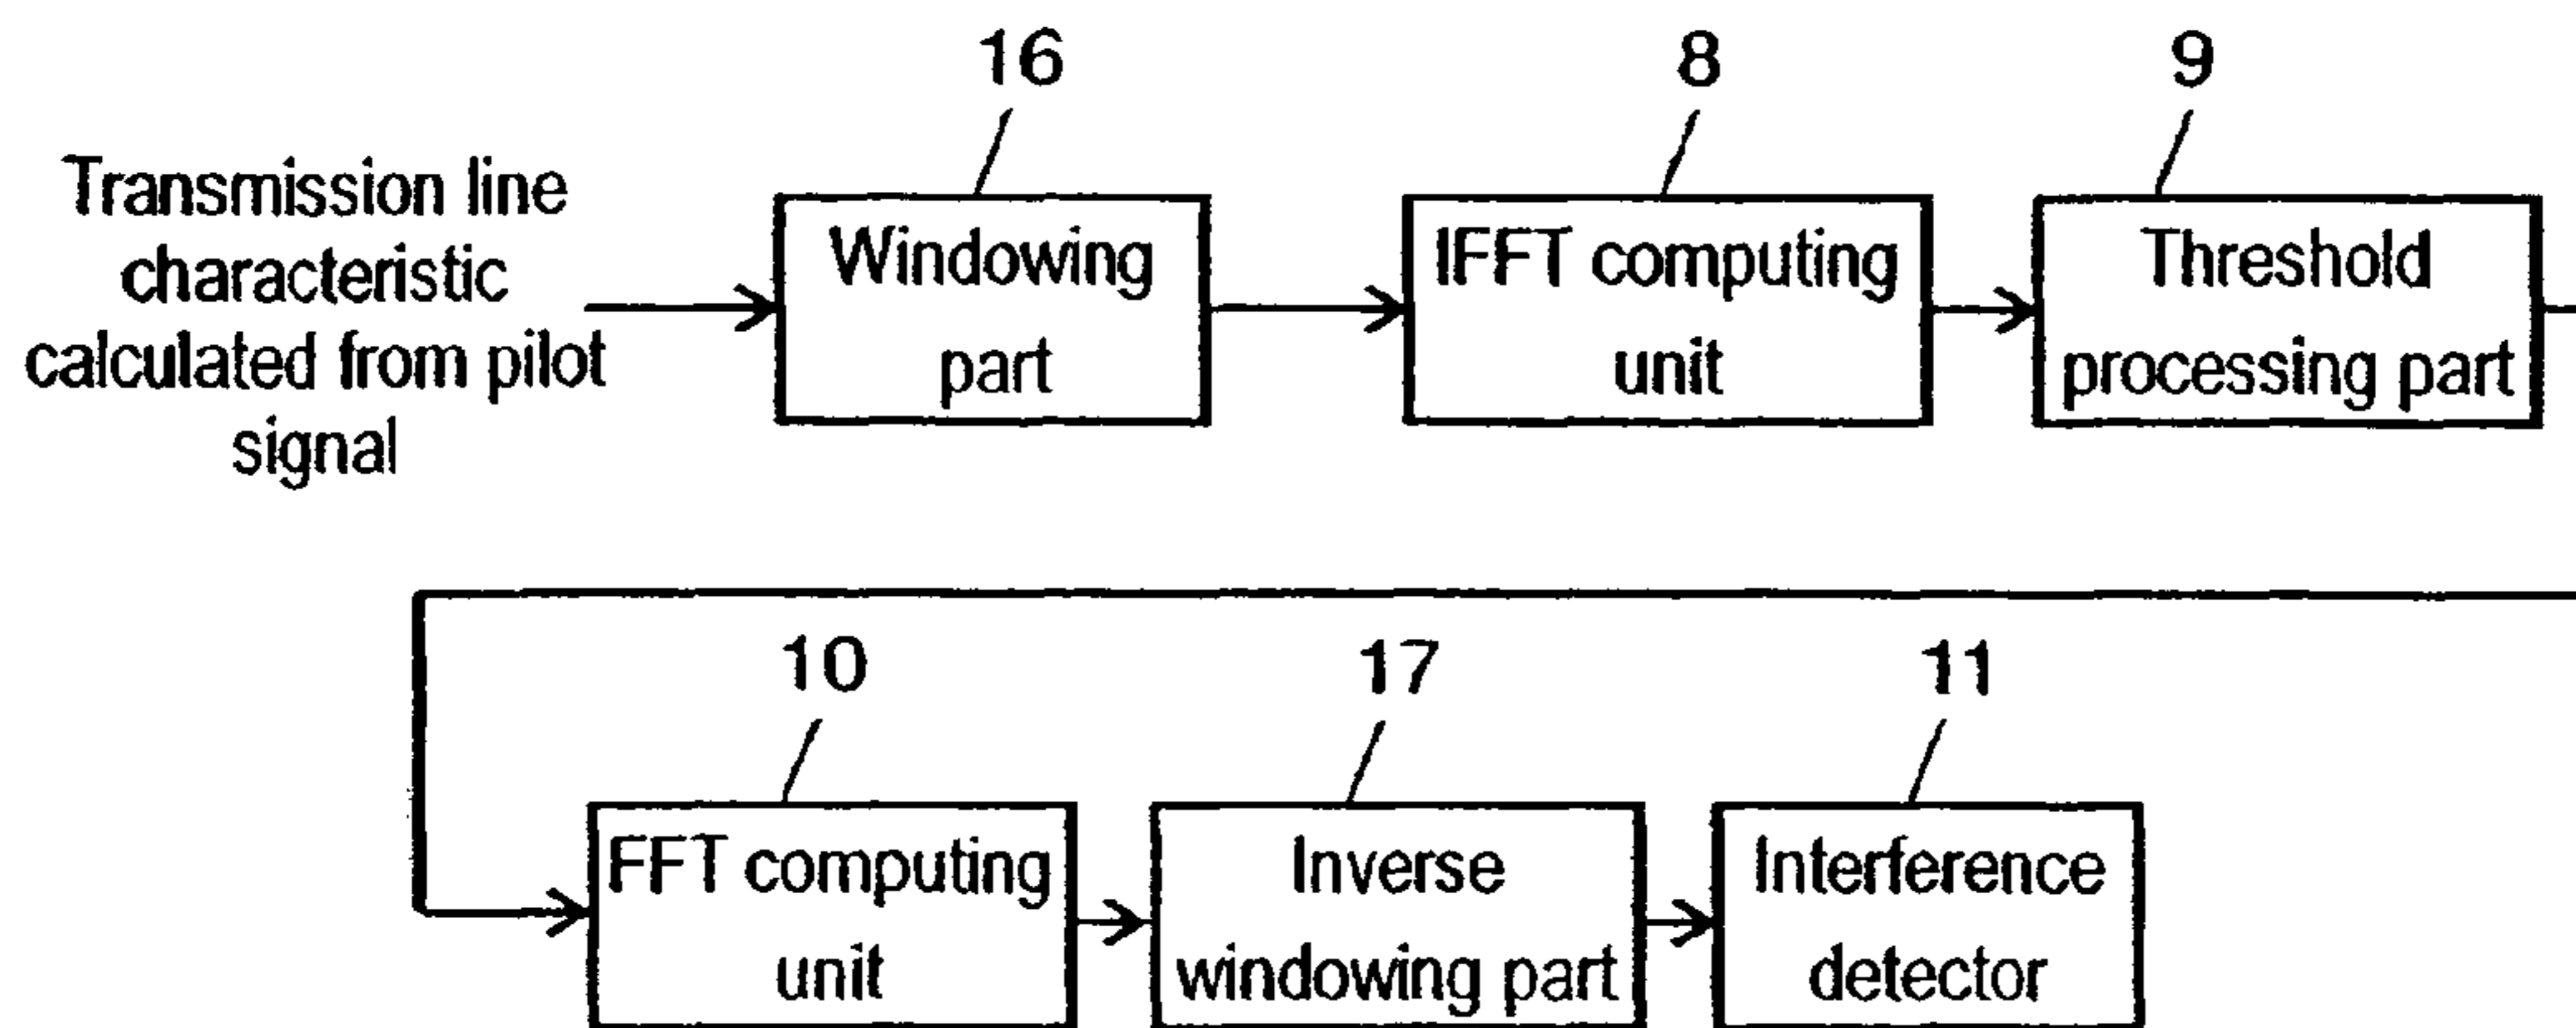 16
8
9
Transmission line
characteristic
calculated from pilot
signal
Windowing
part
IFFT computing
unit
Threshold
processing part
10
17
11
FFT computing
unit
Inverse
windowing part
Interference
detector